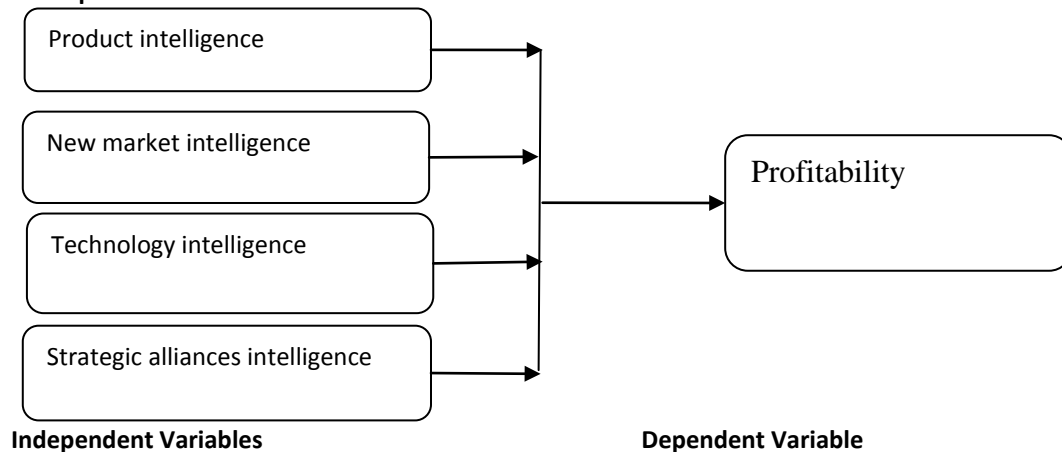 Product intelligence
New market intelligence
Profitability
Technology intelligence
Strategic alliances intelligence
Independent Variables
Dependent Variable